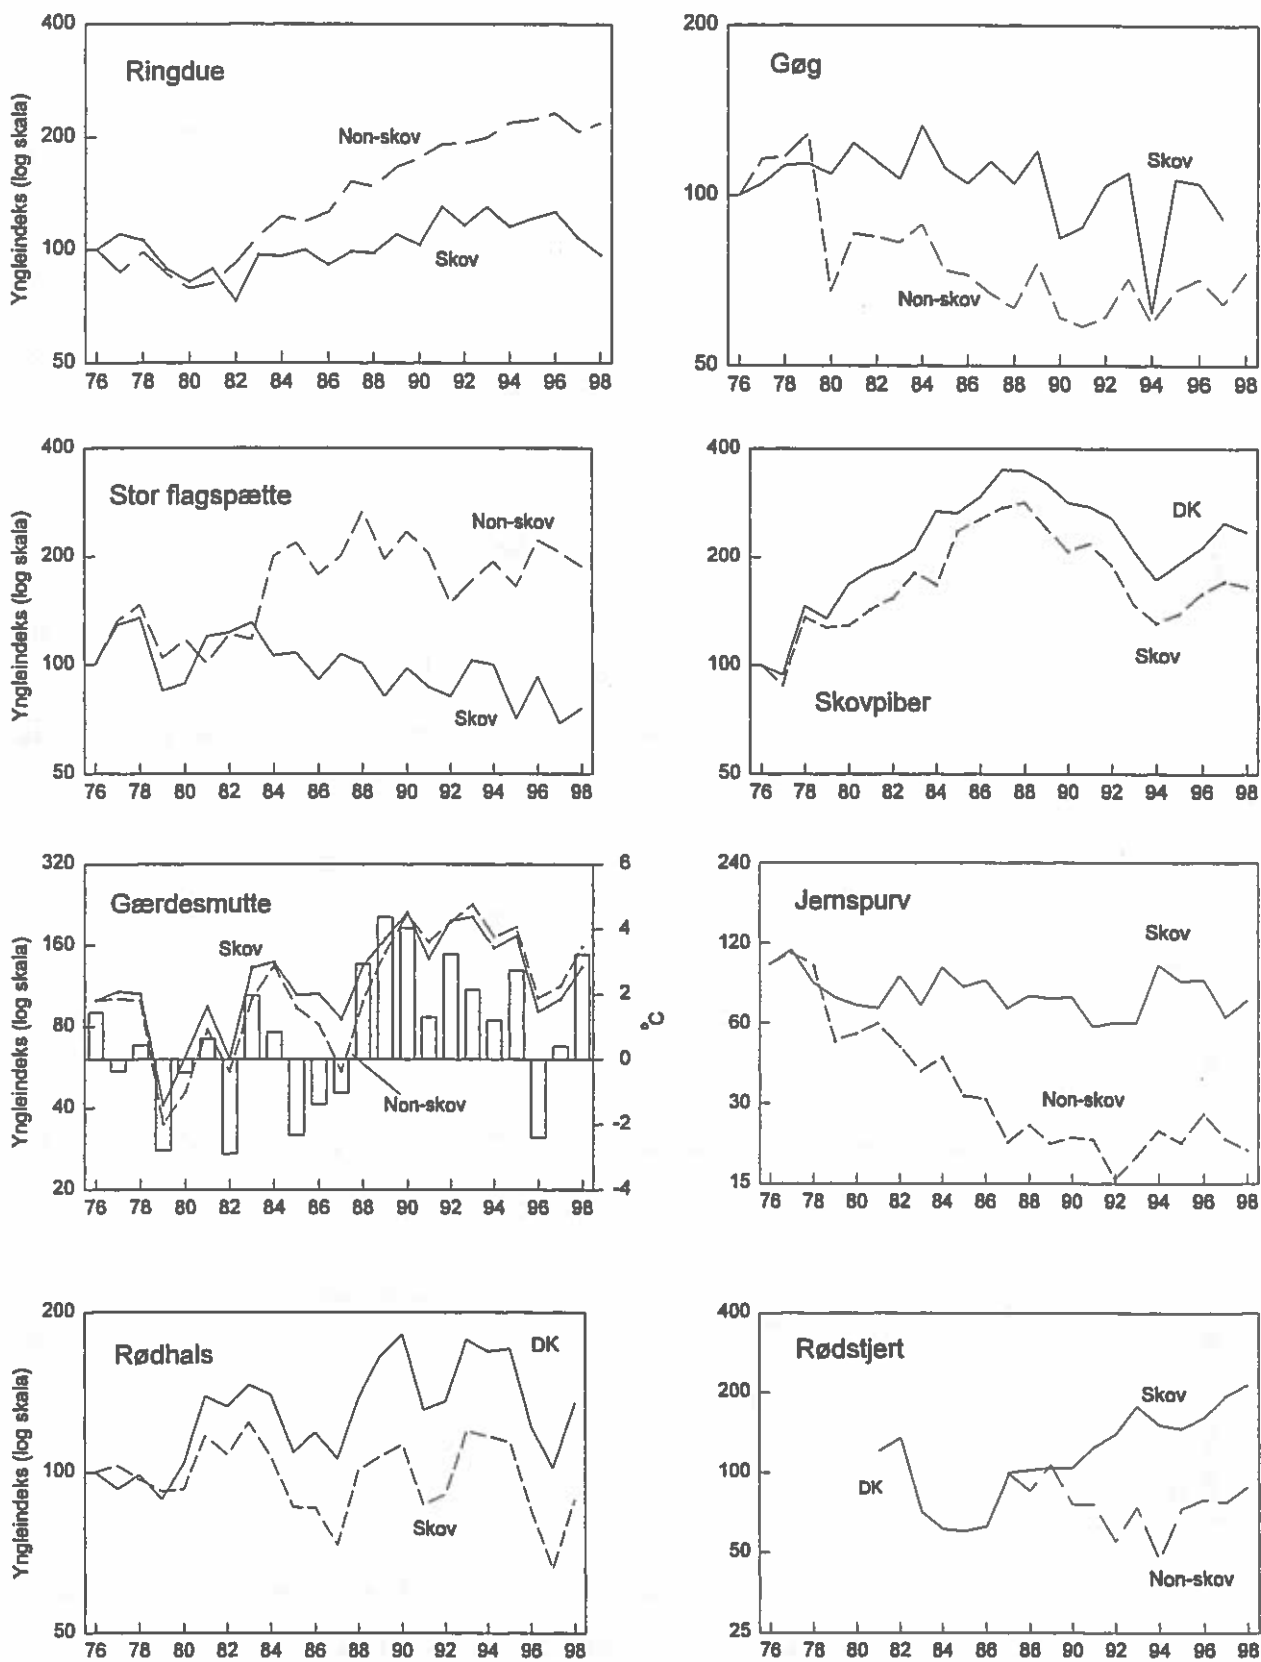 Ringdue
Yngleindeks (log skala)
400
200
100
50
Non-skov
Skov
76 78 80 82 84 86 88 90 92 94 96 98
Gøg
200
100
50
Skov
Non-skov
76 78 80 82 84 86 88 90 92 94 96 98
Stor flagspætte
Yngleindeks (log skala)
400
200
100
50
Non-skov
Skov
76 78 80 82 84 86 88 90 92 94 96 98
400
200
100
50
DK
Skov
Skovpiber
76 78 80 82 84 86 88 90 92 94 96 98
Gærdesmutte
Yngleindeks (log skala)
320
160
80
40
20
Skov
Non-skov
6
4
2
0
-2
-4
°C
76 78 80 82 84 86 88 90 92 94 96 98
Jernspurv
240
120
60
30
15
Skov
Non-skov
76 78 80 82 84 86 88 90 92 94 96 98
Rødhals
Yngleindeks (log skala)
200
100
50
DK
Skov
76 78 80 82 84 86 88 90 92 94 96 98
Rødstjert
400
200
100
50
25
Skov
DK
Non-skov
76 78 80 82 84 86 88 90 92 94 96 98